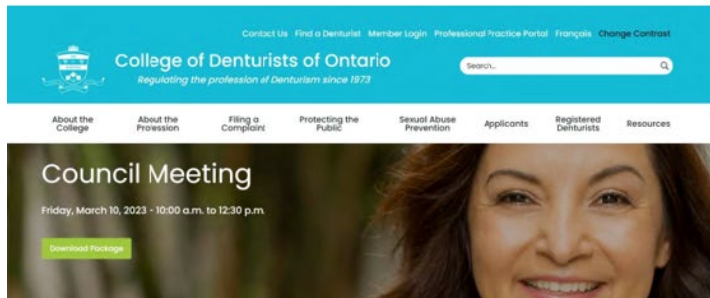 Contact Us Find a Denturist Member Login Professional Practice Portal Français Change Contrast
College of Denturists of Ontario
Regulating the profession of Denturism since 1973
Search...
About the College
About the Profession
Filing a Complaint
Protecting the Public
Sexual Abuse Prevention
Applicants
Registered Denturists
Resources
Council Meeting
Friday, March 10, 2023 - 10:00 a.m. to 12:30 p.m.
Download Package